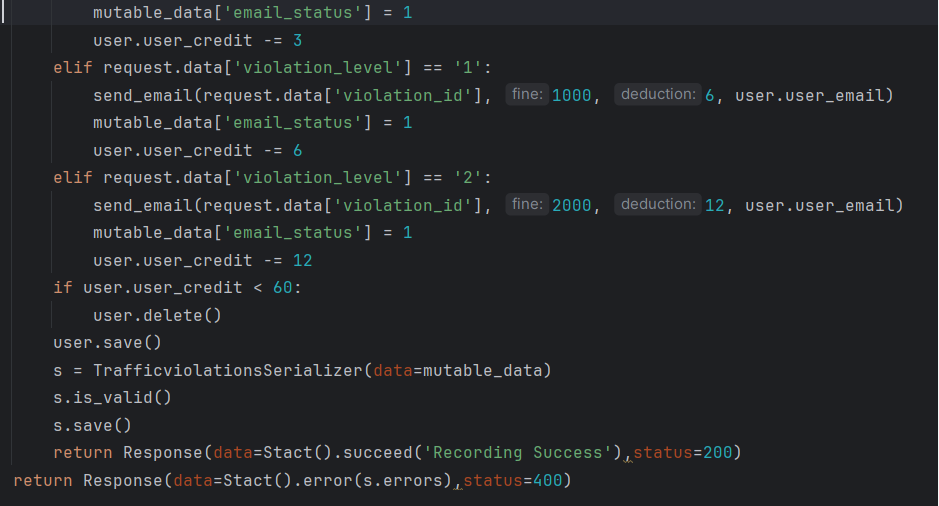 mutable_data['email_status'] = 1
user.user_credit -= 3
elif request.data['violation_level'] == '1':
send_email(request.data['violation_id'], fine: 1000, deduction: 6, user.user_email)
mutable_data['email_status'] = 1
user.user_credit -= 6
elif request.data['violation_level'] == '2':
send_email(request.data['violation_id'], fine: 2000, deduction: 12, user.user_email)
mutable_data['email_status'] = 1
user.user_credit -= 12
if user.user_credit < 60:
user.delete()
user.save()
s = TrafficviolationsSerializer(data=mutable_data)
s.is_valid()
s.save()
return Response(data=Stact().succeed('Recording Success'),status=200)
return Response(data=Stact().error(s.errors),status=400)